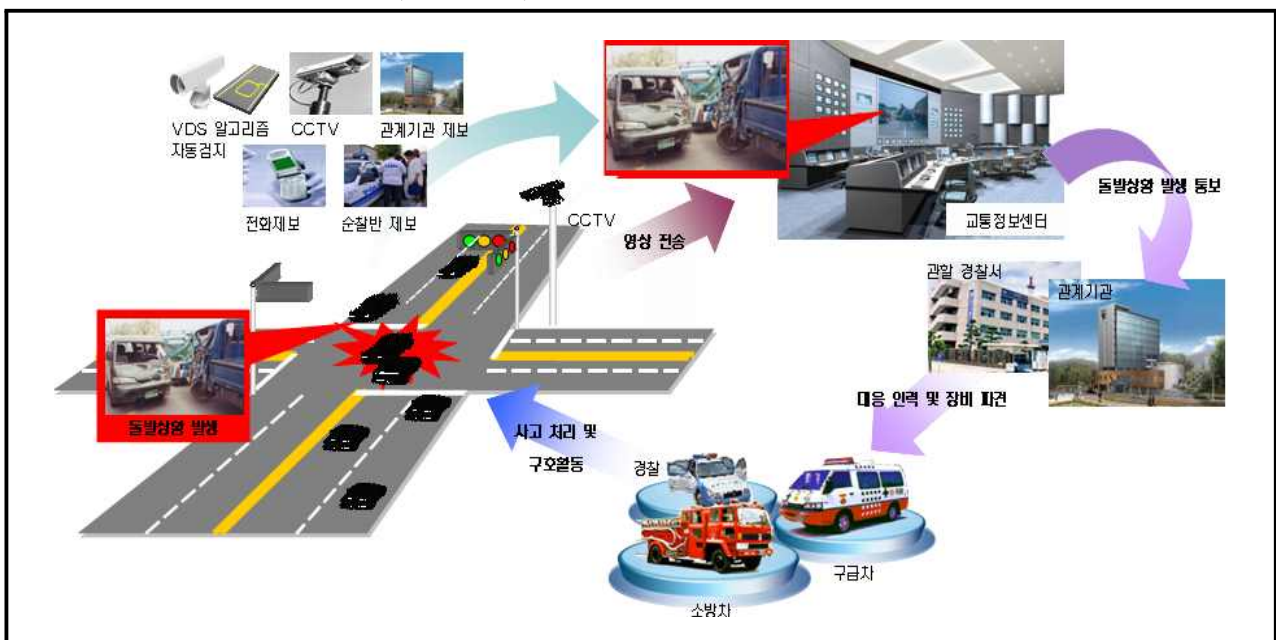 VDS 알고리즘
자동검지
CCTV
관계기관 제보
전화제보
순찰반 제보
CCTV
영상 전송
교통정보센터
돌발상황 발생 통보
관할 경찰서
관계기관
돌발상황 발생
대응 인력 및 장비 파견
사고 처리 및
구호활동
경찰
구급차
소방차